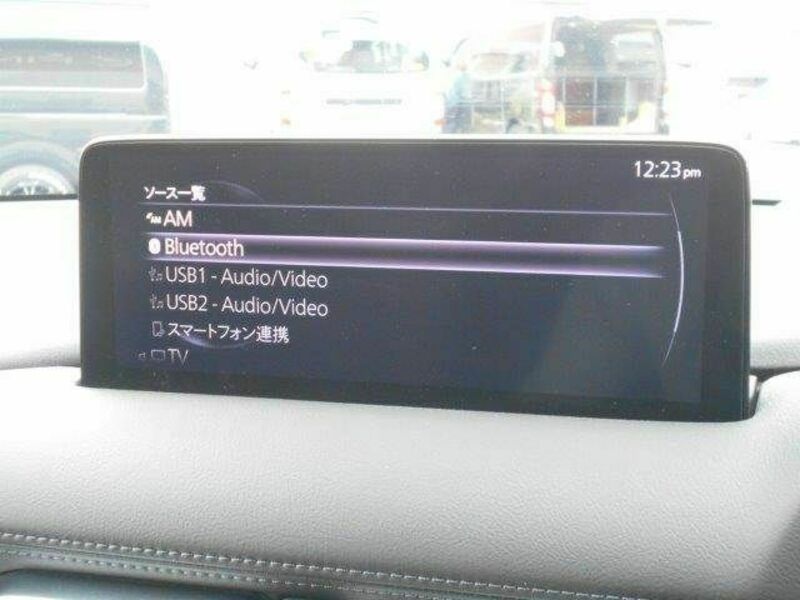 12:23pm
ソース一覧
AM
Bluetooth
USB1 - Audio/Video
USB2 - Audio/Video
スマートフォン連携
TV